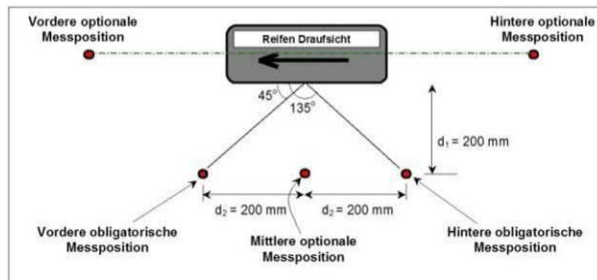 Vordere optionale
Messposition
Reifen Draufsicht
Hintere optionale
Messposition
45°
135°
d₁ = 200 mm
d₂ = 200 mm
d₂ = 200 mm
Vordere obligatorische
Messposition
Mittlere optionale
Messposition
Hintere obligatorische
Messposition